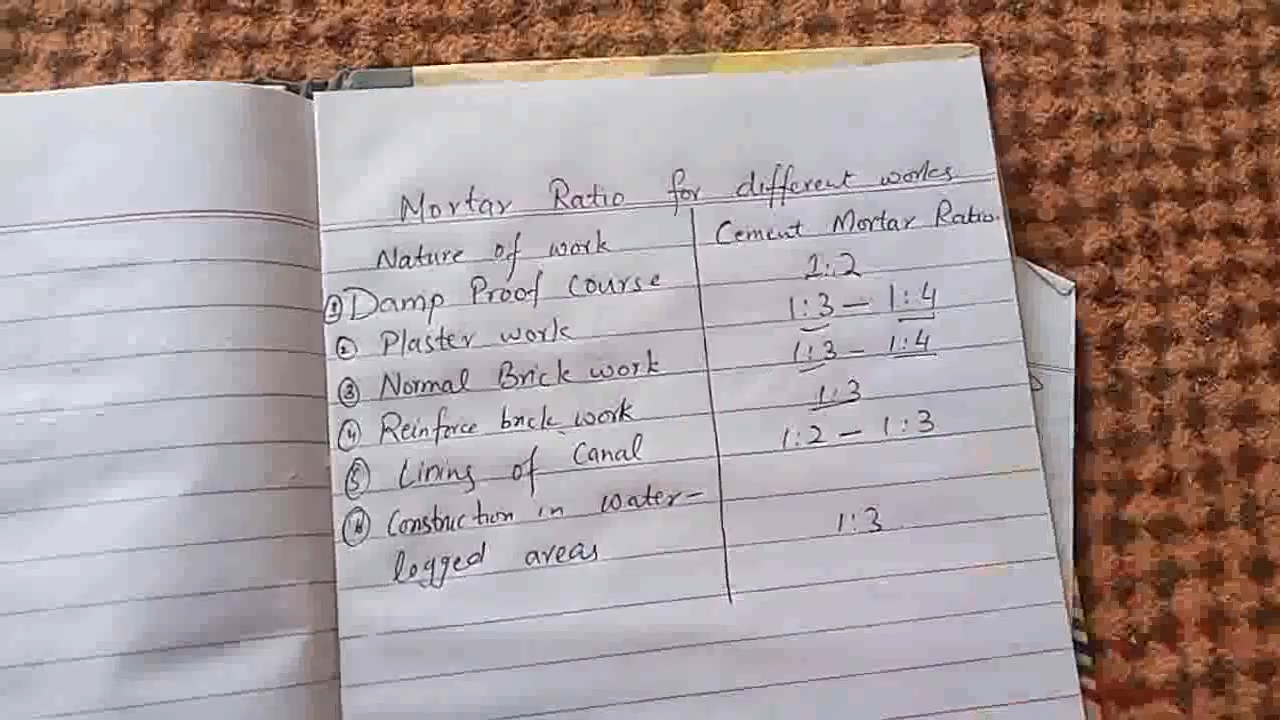 Mortar Ratio for different works
Nature of work Cement Mortar Ratio
① Damp Proof Course 1:2
② Plaster work 1:3 – 1:4
③ Normal Brick work 1:3 – 1:4
④ Reinforce brick work 1:3
⑤ Lining of Canal 1:2 – 1:3
⑥ Construction in water-
logged areas 1:3